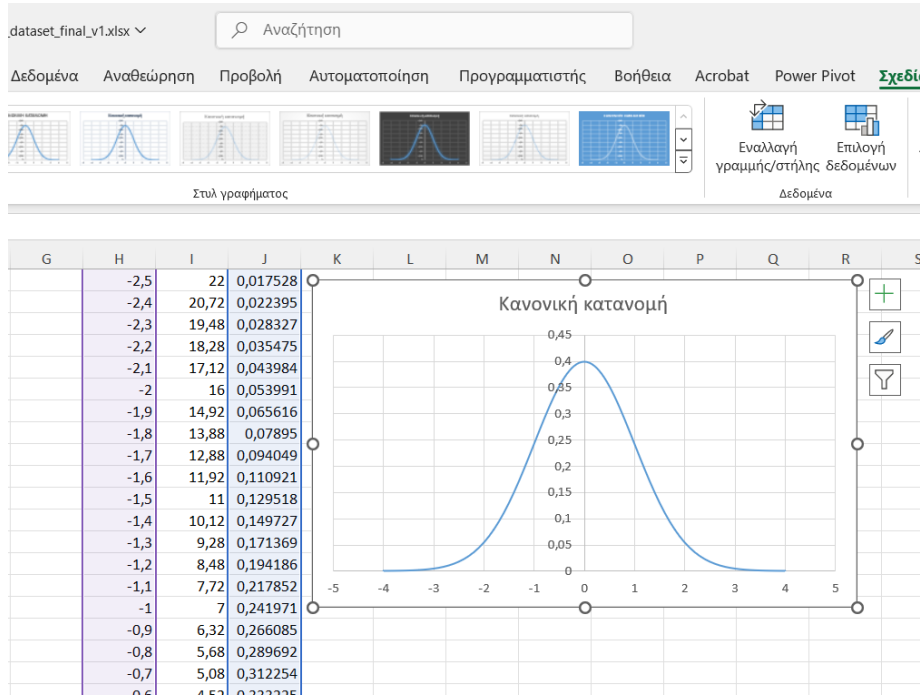 _dataset_final_v1.xlsx
Αναζήτηση
Δεδομένα Αναθεώρηση Προβολή Αυτοματοποίηση Προγραμματιστής Βοήθεια Acrobat Power Pivot
Εναλλαγή γραμμής/στήλης
Επιλογή δεδομένων
Στυλ γραφήματος
Δεδομένα
G H I J K L M N O P Q R S
-2,5 22 0,017528
-2,4 20,72 0,022395
-2,3 19,48 0,028327
-2,2 18,28 0,035475
-2,1 17,12 0,043984
-2 16 0,053991
-1,9 14,92 0,065616
-1,8 13,88 0,07895
-1,7 12,88 0,094049
-1,6 11,92 0,110921
-1,5 11 0,129518
-1,4 10,12 0,149727
-1,3 9,28 0,171369
-1,2 8,48 0,194186
-1,1 7,72 0,217852
-1 7 0,241971
-0,9 6,32 0,266085
-0,8 5,68 0,289692
-0,7 5,08 0,312254
Κανονική κατανομή
0,45
0,4
0,35
0,3
0,25
0,2
0,15
0,1
0,05
0
-5 -4 -3 -2 -1 0 1 2 3 4 5